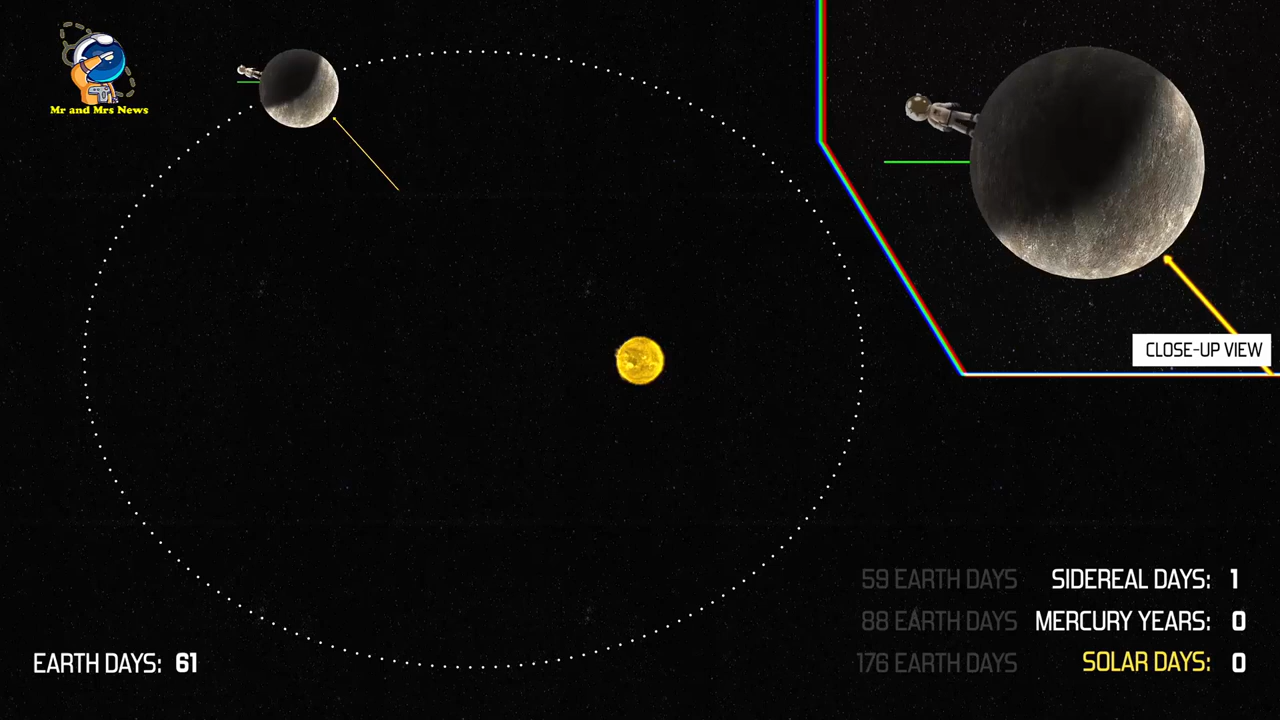 Mr and Mrs News
CLOSE-UP VIEW
59 EARTH DAYS SIDEREAL DAYS: 1
88 EARTH DAYS MERCURY YEARS: 0
176 EARTH DAYS SOLAR DAYS: 0
EARTH DAYS: 61